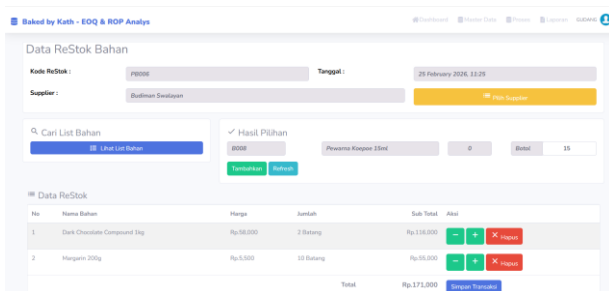 Baked by Kath - EOQ & ROP Analys
Dashboard Master Data Proses Laporan GUDANG
Data ReStok Bahan
Kode ReStok : PB086 Tanggal : 25 February 2026, 11:25
Supplier : Budiman Swalayan Pilih Supplier
Cari List Bahan
Lihat List Bahan
Hasil Pilihan
B008 Pewarna Koepoe 15ml 0 Botol 15
Tambahkan Refresh
Data ReStok
No Nama Bahan Harga Jumlah Sub Total Aksi
1 Dark Chocolate Compound 1kg Rp.58,000 2 Batang Rp.116,000 - + × Hapus
2 Margarin 200g Rp.5,500 10 Batang Rp.55,000 - + × Hapus
Total Rp.171,000 Simpan Transaksi